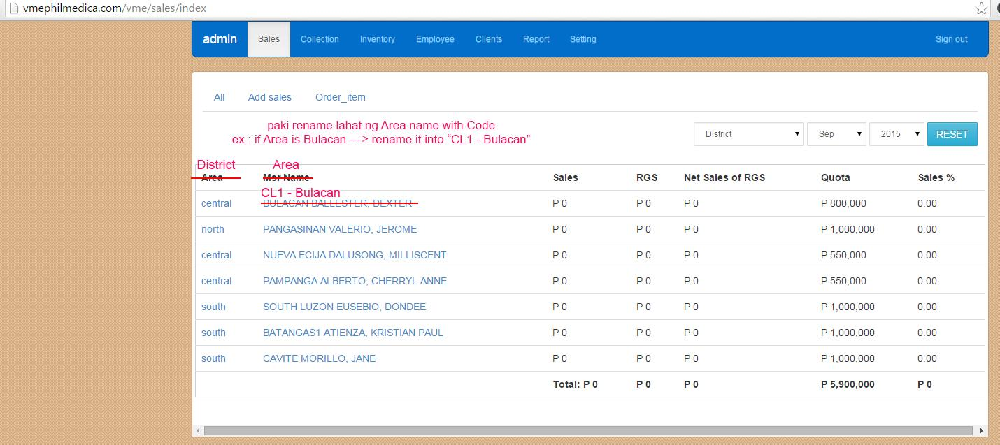 vmephilmedica.com/vme/sales/index
admin Sales Collection Inventory Employee Clients Report Setting Sign out
All Add sales Order_item
paki rename lahat ng Area name with Code
ex.: if Area is Bulacan ---> rename it into “CL1 - Bulacan”
District Sep 2015 RESET
District Area
Area Msr Name Sales RGS Net Sales of RGS Quota Sales %
CL1 - Bulacan
central BULACAN BALLESTER, DEXTER P 0 P 0 P 0 P 800,000 0.00
north PANGASINAN VALERIO, JEROME P 0 P 0 P 0 P 1,000,000 0.00
central NUEVA ECIJA DALUSONG, MILLISCENT P 0 P 0 P 0 P 550,000 0.00
central PAMPANGA ALBERTO, CHERRYL ANNE P 0 P 0 P 0 P 550,000 0.00
south SOUTH LUZON EUSEBIO, DONDEE P 0 P 0 P 0 P 1,000,000 0.00
south BATANGAS1 ATIENZA, KRISTIAN PAUL P 0 P 0 P 0 P 1,000,000 0.00
south CAVITE MORILLO, JANE P 0 P 0 P 0 P 1,000,000 0.00
Total: P 0 P 0 P 0 P 5,900,000 P 0